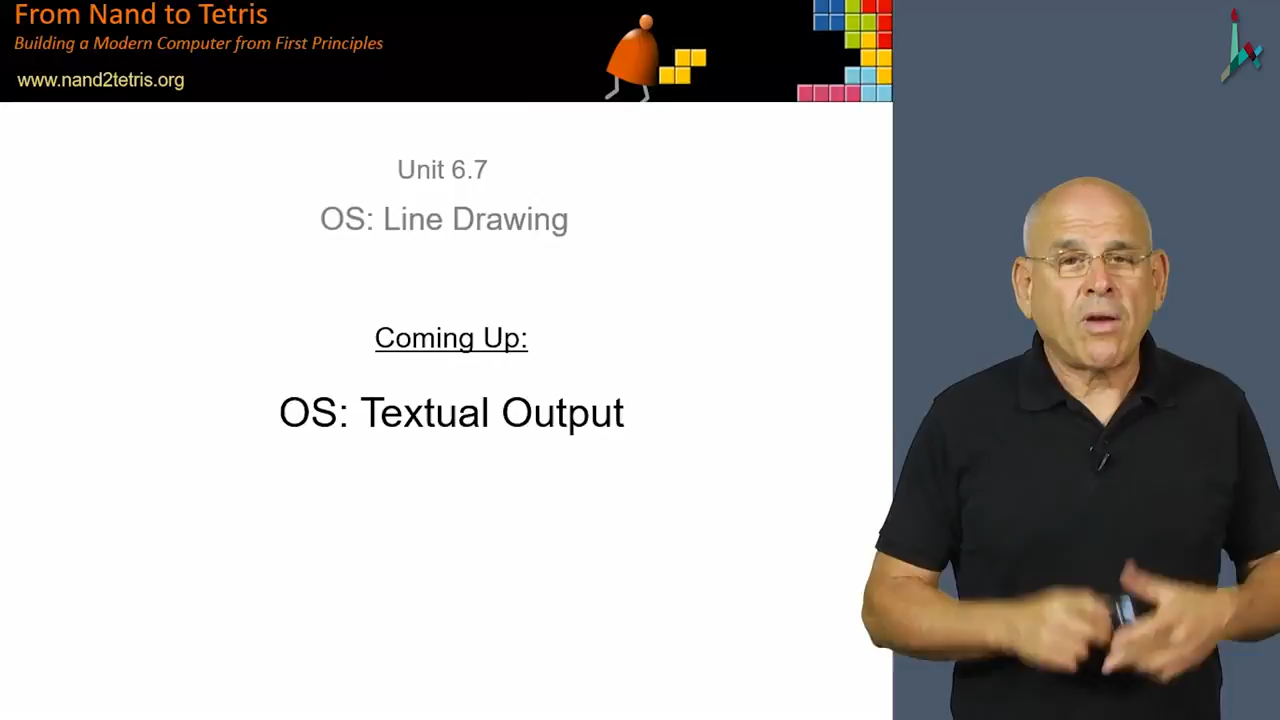 From Nand to Tetris
Building a Modern Computer from First Principles
www.nand2tetris.org
Unit 6.7
OS: Line Drawing
Coming Up:
OS: Textual Output